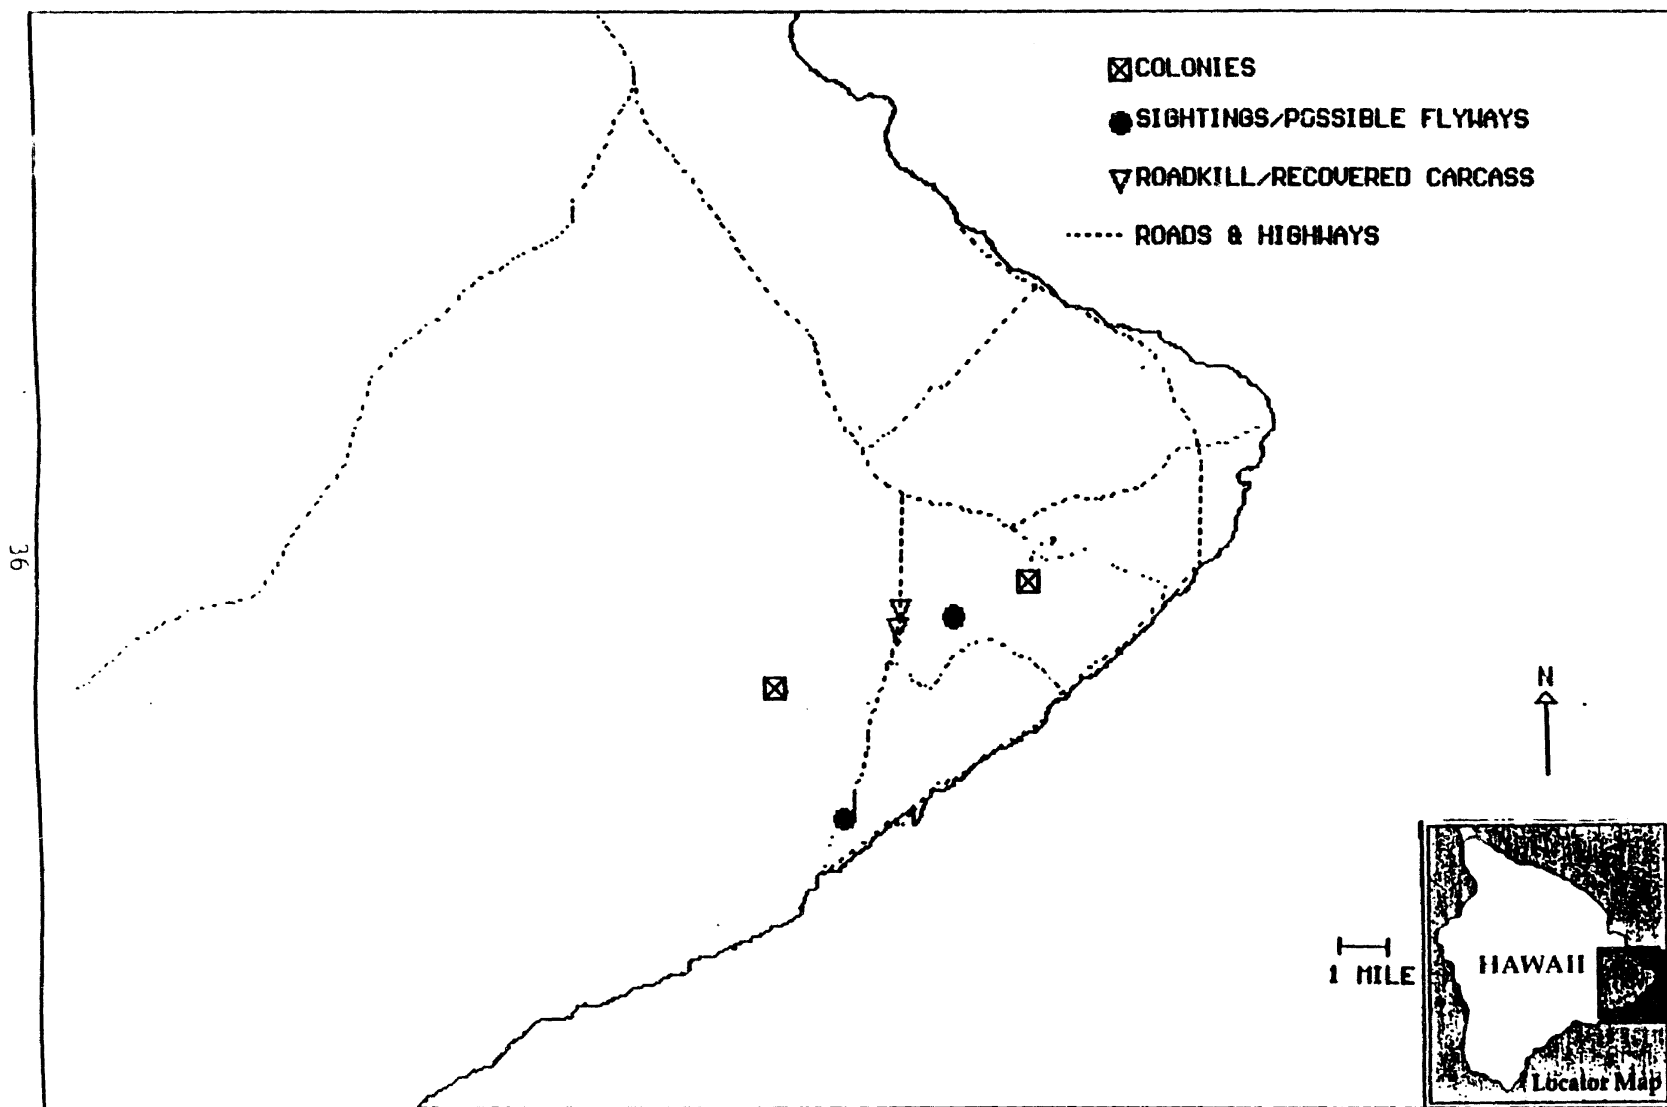 COLONIES
SIGHTINGS/POSSIBLE FLYWAYS
ROADKILL/RECOVERED CARCASS
ROADS & HIGHWAYS
36
N
1 MILE
HAWAII
Locator Map